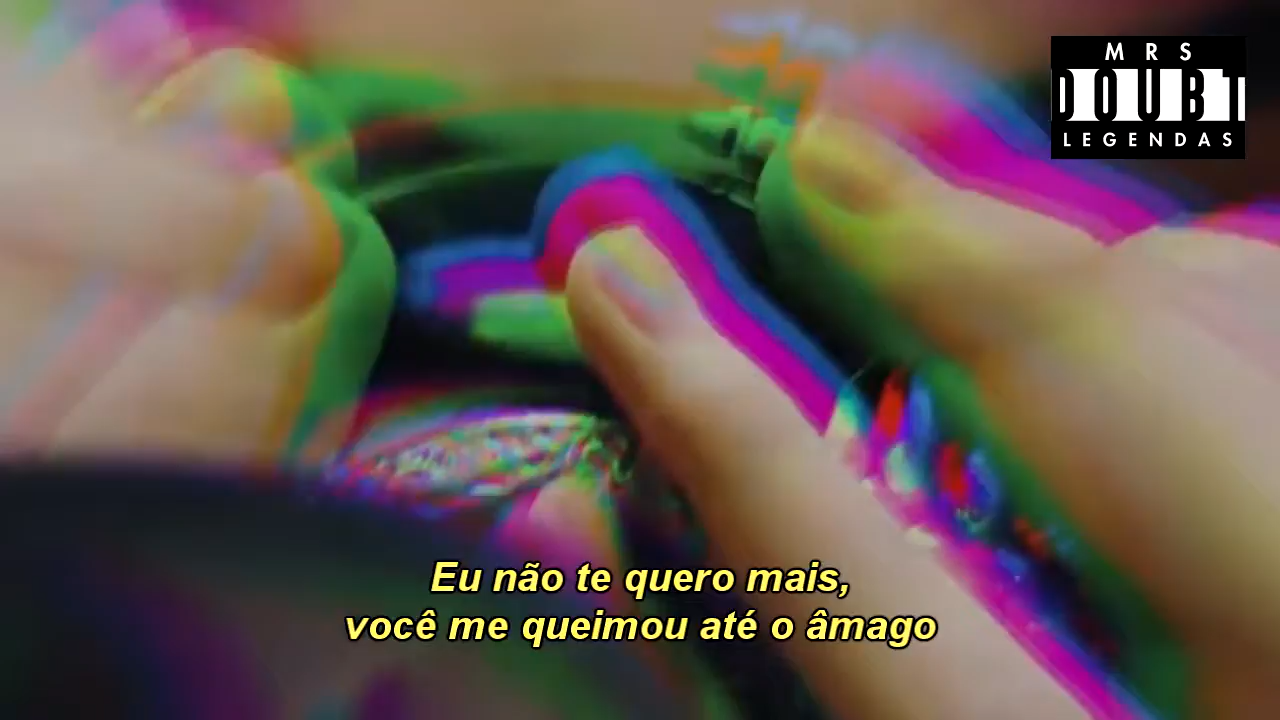 MRS
DOUBT
LEGENDAS
Eu não te quero mais,
você me queimou até o âmago